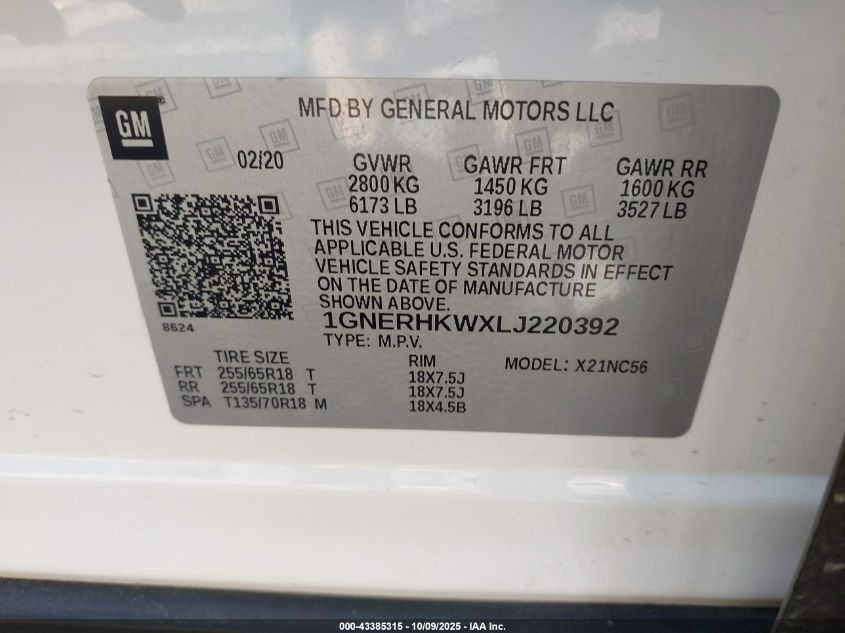 GM
MFD BY GENERAL MOTORS LLC
02/20
GVWR GAWR FRT GAWR RR
2800 KG 1450 KG 1600 KG
6173 LB 3196 LB 3527 LB
THIS VEHICLE CONFORMS TO ALL
APPLICABLE U.S. FEDERAL MOTOR
VEHICLE SAFETY STANDARDS IN EFFECT
ON THE DATE OF MANUFACTURE
SHOWN ABOVE.
8624
1GNERHKWXLJ220392
TYPE: M.P.V.
TIRE SIZE RIM MODEL: X21NC56
FRT 255/65R18 T 18X7.5J
RR 255/65R18 T 18X7.5J
SPA T135/70R18 M 18X4.5B
000-43385315 - 10/09/2025 - IAA Inc.